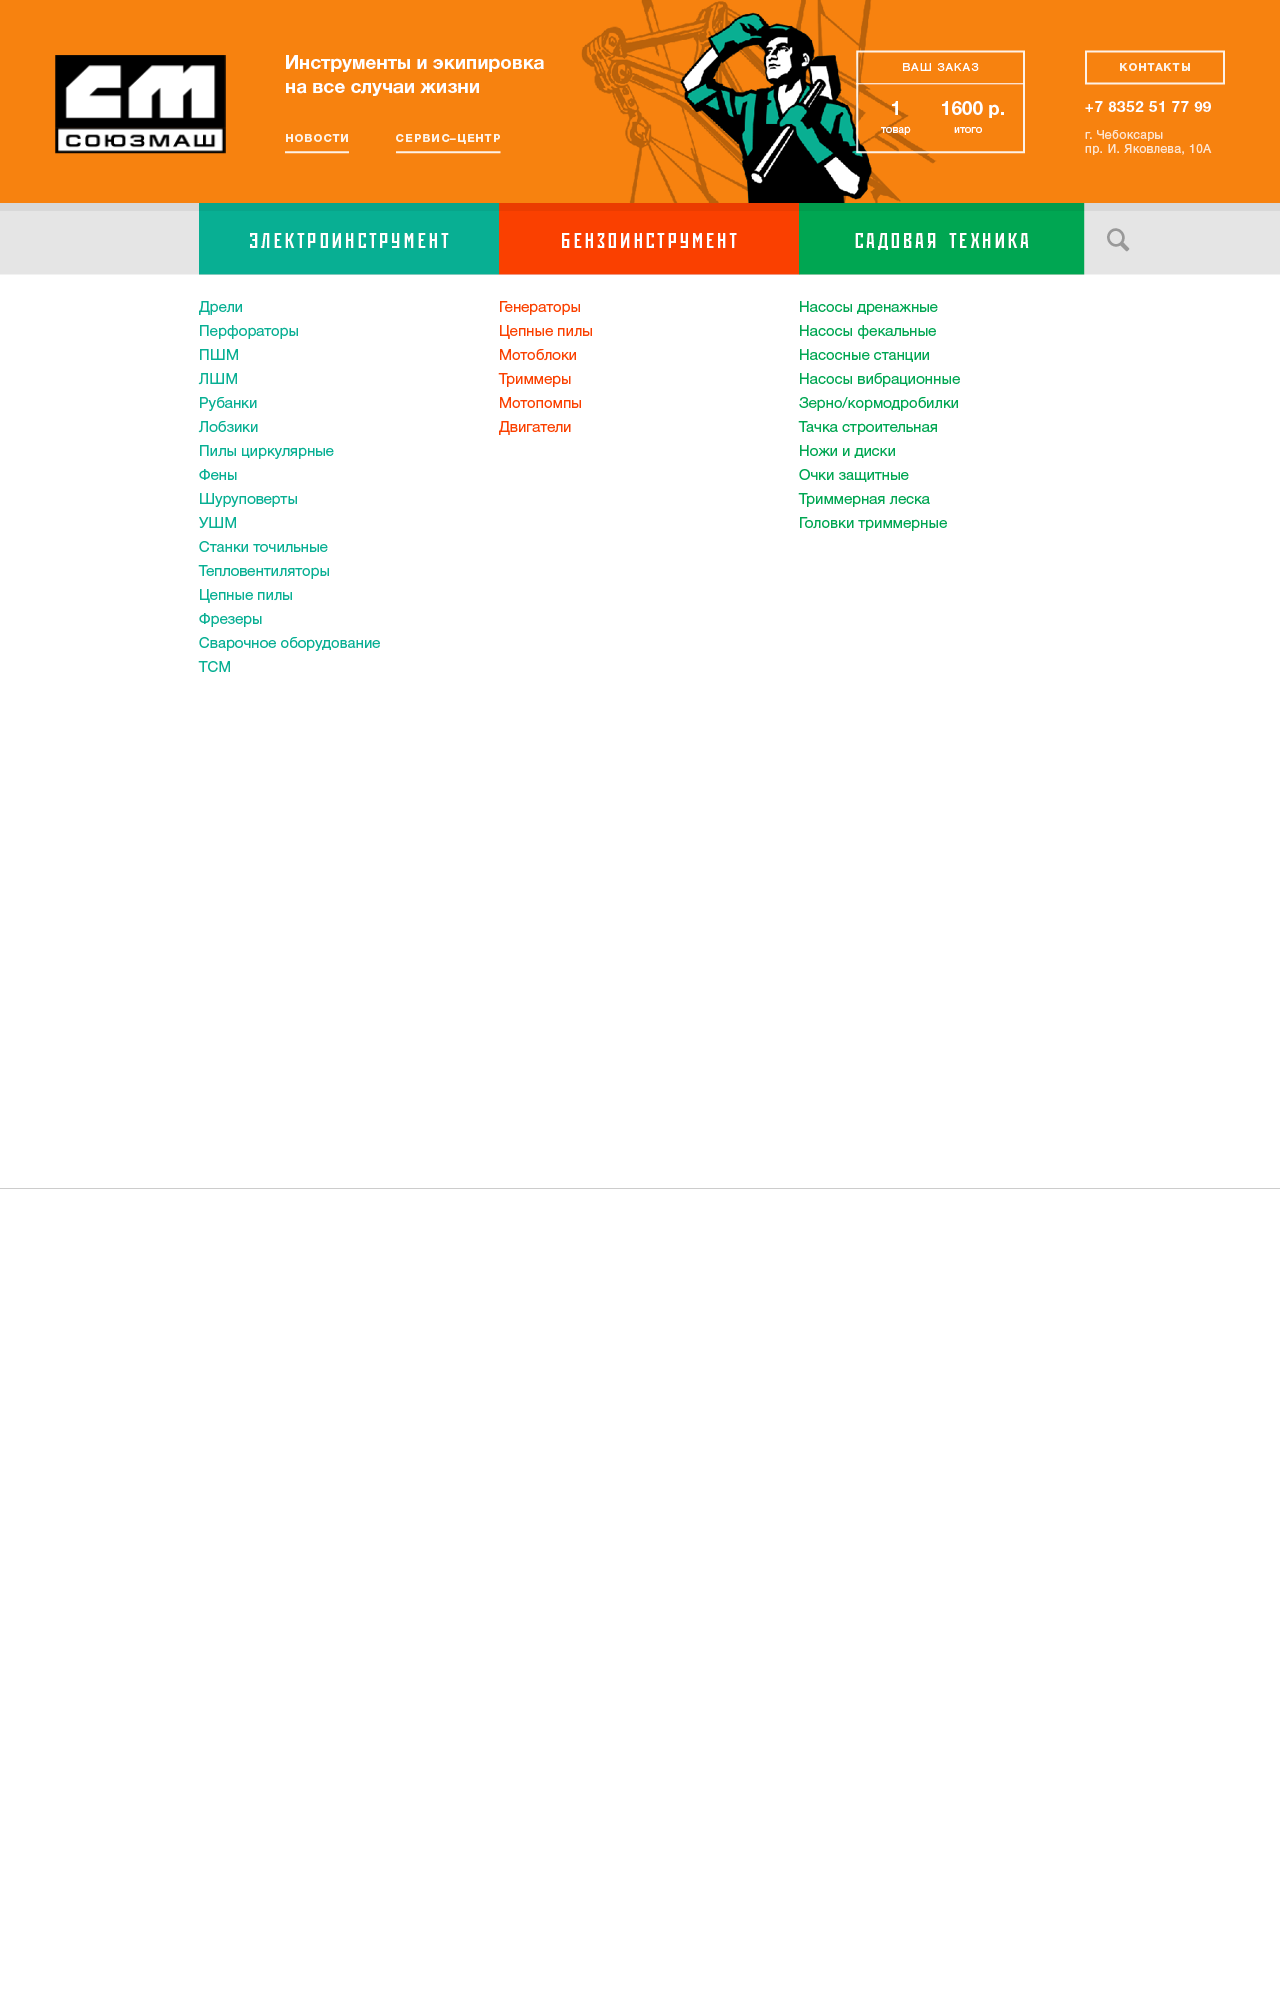 СМ
СОЮЗМАШ
Инструменты и экипировка
на все случаи жизни
НОВОСТИ
СЕРВИС–ЦЕНТР
ВАШ ЗАКАЗ
1
товар
1600 р.
итого
КОНТАКТЫ
+7 8352 51 77 99
г. Чебоксары
пр. И. Яковлева, 10А
ЭЛЕКТРОИНСТРУМЕНТ
БЕНЗОИНСТРУМЕНТ
САДОВАЯ ТЕХНИКА
Дрели
Перфораторы
ПШМ
ЛШМ
Рубанки
Лобзики
Пилы циркулярные
Фены
Шуруповерты
УШМ
Станки точильные
Тепловентиляторы
Цепные пилы
Фрезеры
Сварочное оборудование
ТСМ
Генераторы
Цепные пилы
Мотоблоки
Триммеры
Мотопомпы
Двигатели
Насосы дренажные
Насосы фекальные
Насосные станции
Насосы вибрационные
Зерно/кормодробилки
Тачка строительная
Ножи и диски
Очки защитные
Триммерная леска
Головки триммерные